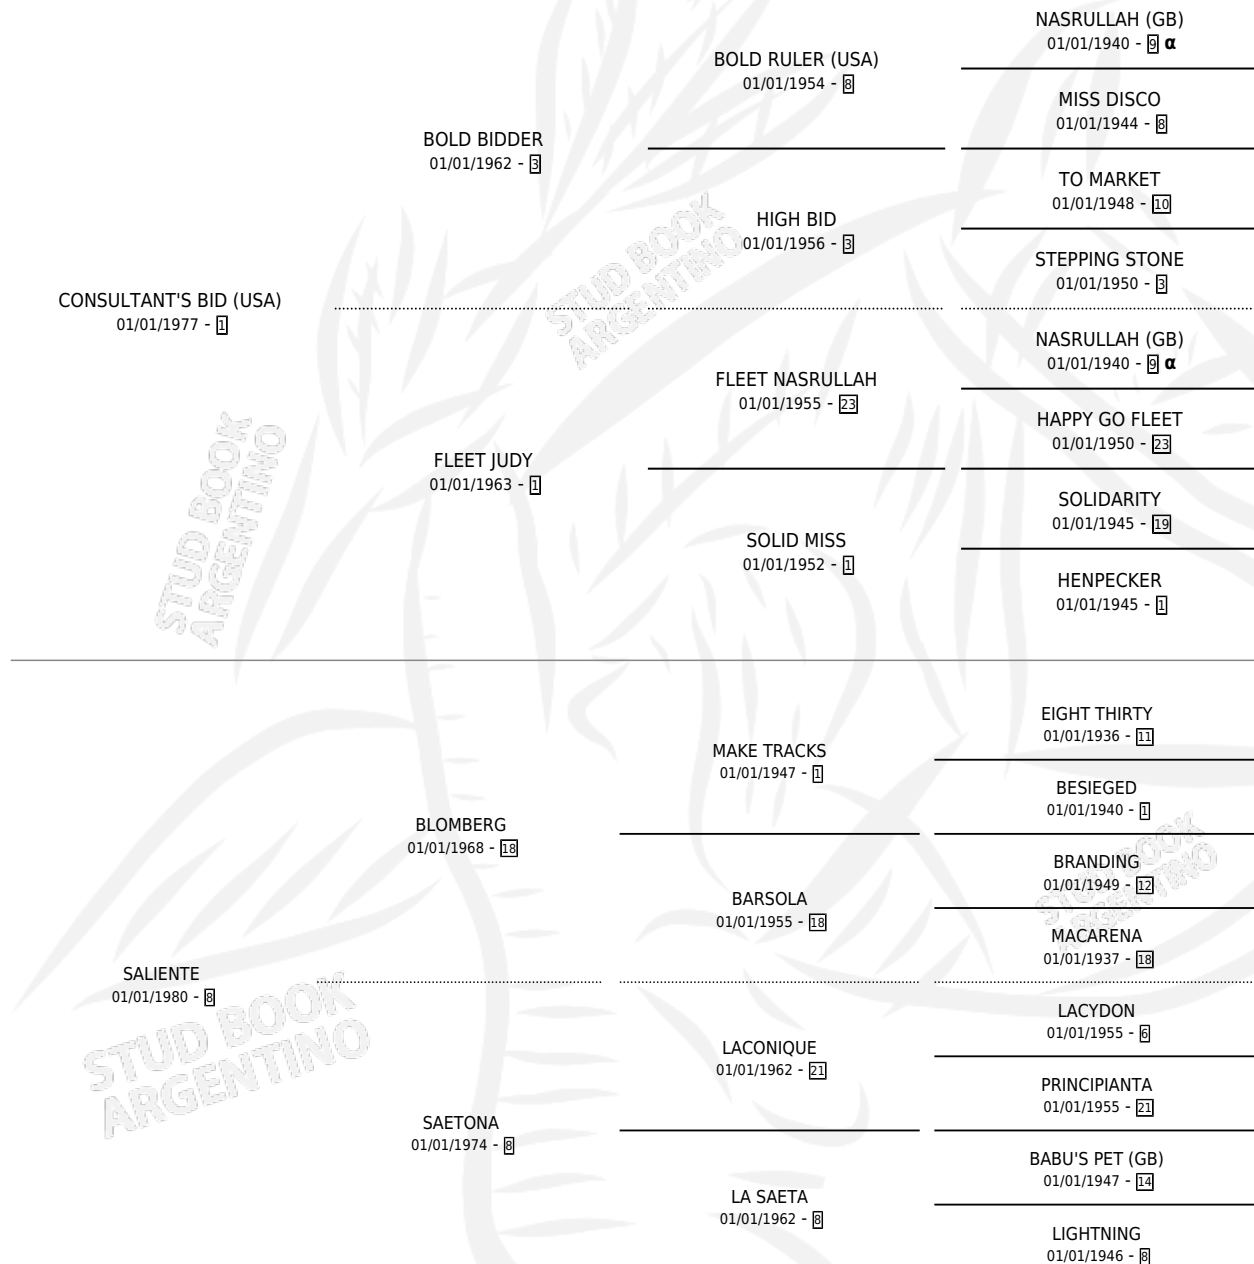 NASRULLAH (GB)
01/01/1940 - 9 α
BOLD RULER (USA)
01/01/1954 - 8
MISS DISCO
01/01/1944 - 8
BOLD BIDDER
01/01/1962 - 3
TO MARKET
01/01/1948 - 10
HIGH BID
01/01/1956 - 3
STEPPING STONE
01/01/1950 - 3
CONSULTANT'S BID (USA)
01/01/1977 - 1
NASRULLAH (GB)
01/01/1940 - 9 α
FLEET NASRULLAH
01/01/1955 - 23
HAPPY GO FLEET
01/01/1950 - 23
FLEET JUDY
01/01/1963 - 1
SOLIDARITY
01/01/1945 - 19
SOLID MISS
01/01/1952 - 1
HENPECKER
01/01/1945 - 1
EIGHT THIRTY
01/01/1936 - 11
MAKE TRACKS
01/01/1947 - 1
BESIEGED
01/01/1940 - 1
BLOMBERG
01/01/1968 - 18
BRANDING
01/01/1949 - 12
BARSOLA
01/01/1955 - 18
MACARENA
01/01/1937 - 18
SALIENTE
01/01/1980 - 8
LACYDON
01/01/1955 - 6
LACONIQUE
01/01/1962 - 21
PRINCIPIANTA
01/01/1955 - 21
SAETONA
01/01/1974 - 8
BABU'S PET (GB)
01/01/1947 - 14
LA SAETA
01/01/1962 - 8
LIGHTNING
01/01/1946 - 8
STUD BOOK
ARGENTINO
STUD BOOK
ARGENTINO
STUD BOOK
ARGENTINO
STUD BOOK
ARGENTINO